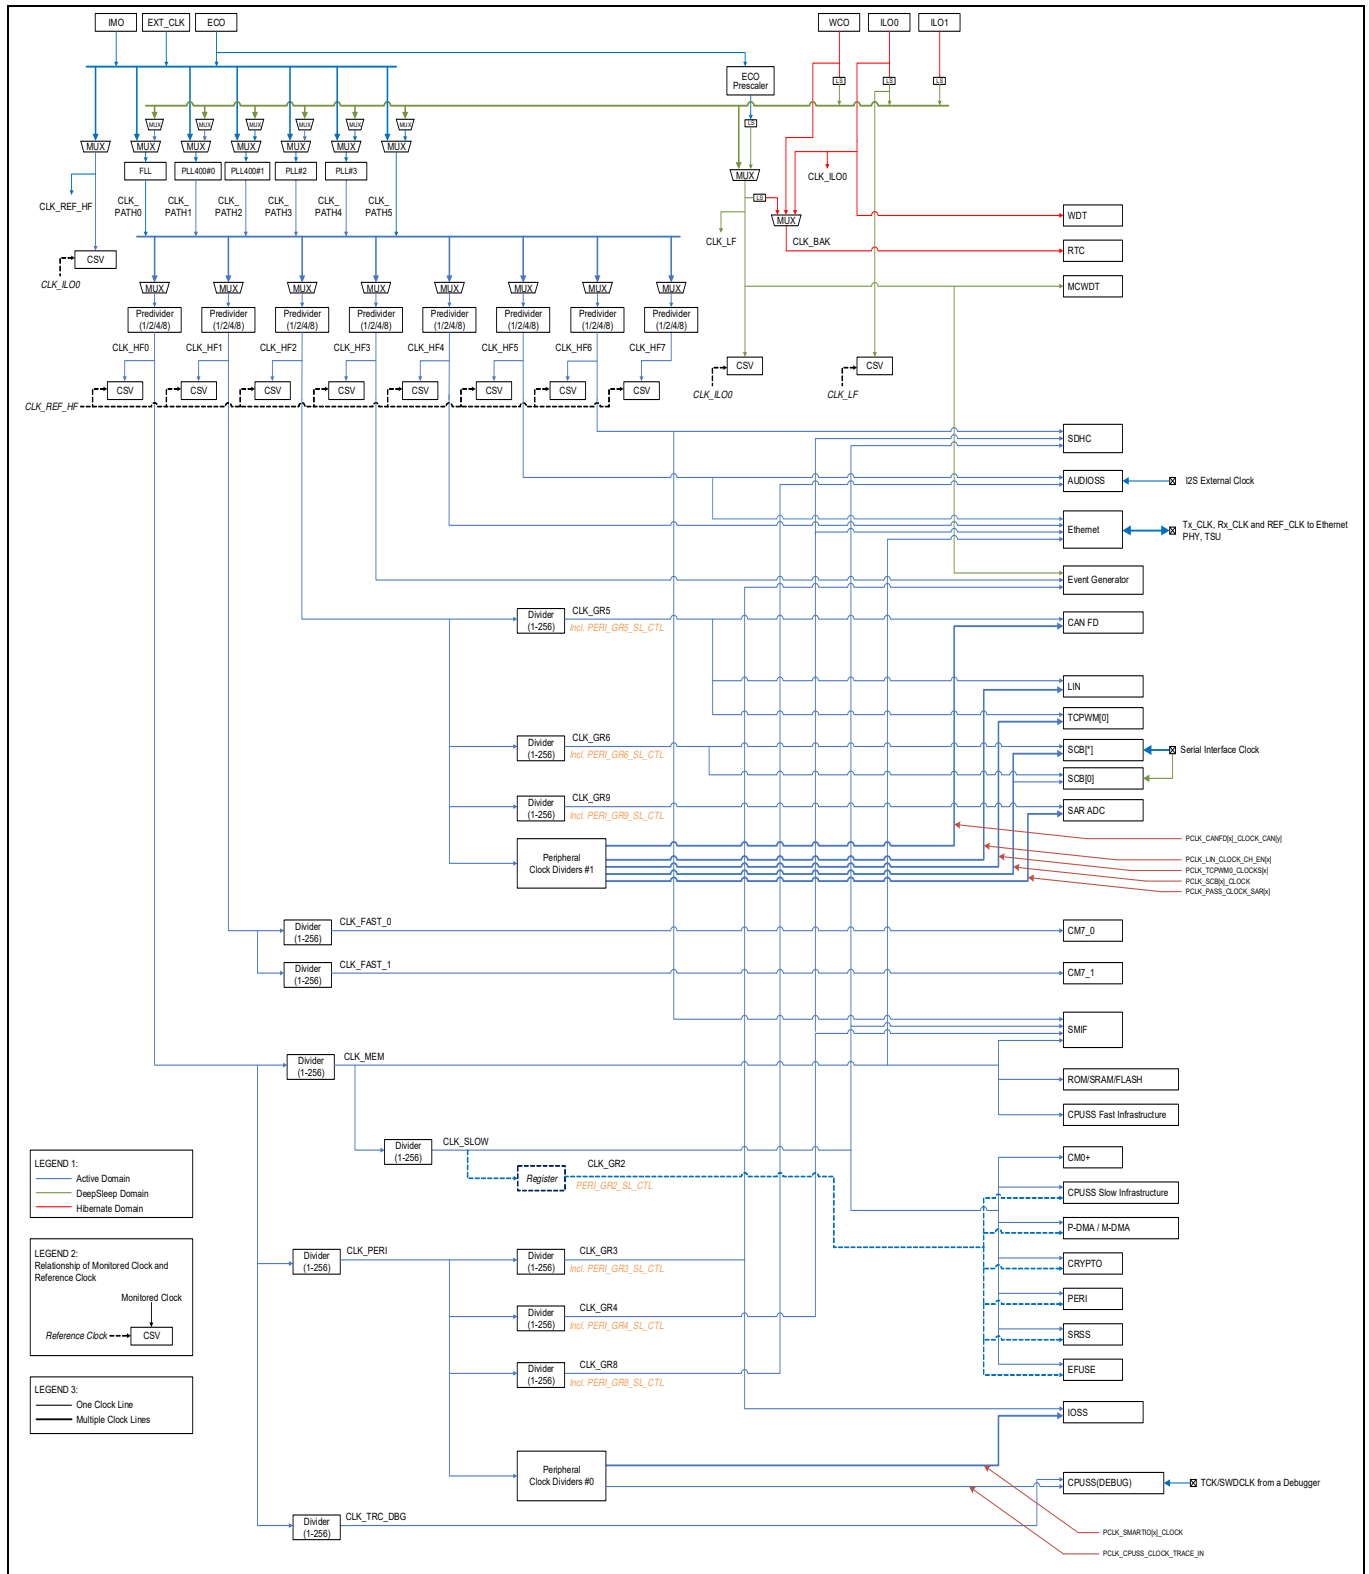 IMO
EXT_CLK
ECO
WCO
ILO0
ILO1
ECO
Prescaler
LS
LS
LS
LS
MUX
MUX
MUX
MUX
MUX
MUX
MUX
MUX
MUX
MUX
MUX
MUX
MUX
FLL
PLL400#0
PLL400#1
PLL#2
PLL#3
CLK_REF_HF
CLK_
PATH0
CLK_
PATH1
CLK_
PATH2
CLK_
PATH3
CLK_
PATH4
CLK_
PATH5
CLK_ILO0
LS
MUX
CLK_LF
CLK_BAK
WDT
RTC
MCWDT
CSV
CLK_ILO0
MUX
MUX
MUX
MUX
MUX
MUX
MUX
MUX
Predivider
(1/2/4/8)
Predivider
(1/2/4/8)
Predivider
(1/2/4/8)
Predivider
(1/2/4/8)
Predivider
(1/2/4/8)
Predivider
(1/2/4/8)
Predivider
(1/2/4/8)
Predivider
(1/2/4/8)
CLK_HF0
CLK_HF1
CLK_HF2
CLK_HF3
CLK_HF4
CLK_HF5
CLK_HF6
CLK_HF7
CSV
CSV
CSV
CSV
CSV
CSV
CSV
CSV
CLK_REF_HF
CSV
CLK_ILO0
CSV
CLK_LF
SDHC
AUDIOSS
I2S External Clock
Ethernet
Tx_CLK, Rx_CLK and REF_CLK to Ethernet
PHY, TSU
Event Generator
Divider
(1-256)
CLK_GR5
Incl. PERI_GR5_SL_CTL
CAN FD
LIN
TCPWM[0]
Divider
(1-256)
CLK_GR6
Incl. PERI_GR6_SL_CTL
SCB[*]
Serial Interface Clock
SCB[0]
Divider
(1-256)
CLK_GR9
Incl. PERI_GR9_SL_CTL
SAR ADC
Peripheral
Clock Dividers #1
PCLK_CANFD[x]_CLOCK_CAN[y]
PCLK_LIN_CLOCK_CH_EN[x]
PCLK_TCPWM0_CLOCKS[x]
PCLK_SCB[x]_CLOCK
PCLK_PASS_CLOCK_SAR[x]
Divider
(1-256)
CLK_FAST_0
CM7_0
Divider
(1-256)
CLK_FAST_1
CM7_1
SMIF
Divider
(1-256)
CLK_MEM
ROM/SRAM/FLASH
CPUSS Fast Infrastructure
Divider
(1-256)
CLK_SLOW
CM0+
Register
CLK_GR2
PERI_GR2_SL_CTL
CPUSS Slow Infrastructure
P-DMA / M-DMA
CRYPTO
PERI
SRSS
EFUSE
IOSS
LEGEND 1:
Active Domain
DeepSleep Domain
Hibernate Domain
LEGEND 2:
Relationship of Monitored Clock and
Reference Clock
Monitored Clock
Reference Clock
CSV
LEGEND 3:
One Clock Line
Multiple Clock Lines
Divider
(1-256)
CLK_PERI
Divider
(1-256)
CLK_GR3
Incl. PERI_GR3_SL_CTL
Divider
(1-256)
CLK_GR4
Incl. PERI_GR4_SL_CTL
Divider
(1-256)
CLK_GR8
Incl. PERI_GR8_SL_CTL
Peripheral
Clock Dividers #0
CPUSS(DEBUG)
TCK/SWDCLK from a Debugger
Divider
(1-256)
CLK_TRC_DBG
PCLK_SMARTIO[x]_CLOCK
PCLK_CPUSS_CLOCK_TRACE_IN